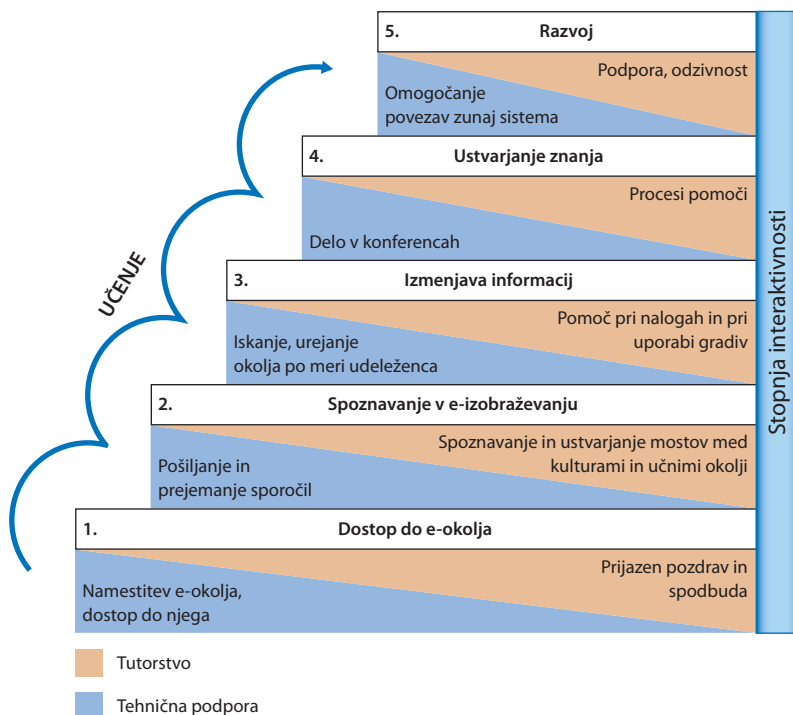 5. Razvoj
Podpora, odzivnost
Omogočanje
povezav zunaj sistema
4. Ustvarjanje znanja
Procesi pomoči
Delo v konferencah
3. Izmenjava informacij
Pomoč pri nalogah in pri
uporabi gradiv
Iskanje, urejanje
okolja po meri udeleženca
2. Spoznavanje v e-izobraževanju
Spoznavanje in ustvarjanje mostov med
kulturami in učnimi okolji
Pošiljanje in
prejemanje sporočil
1. Dostop do e-okolja
Prijazen pozdrav in
spodbuda
Namestitev e-okolja,
dostop do njega
UČENJE
Stopnja interaktivnosti
Tutorstvo
Tehnična podpora